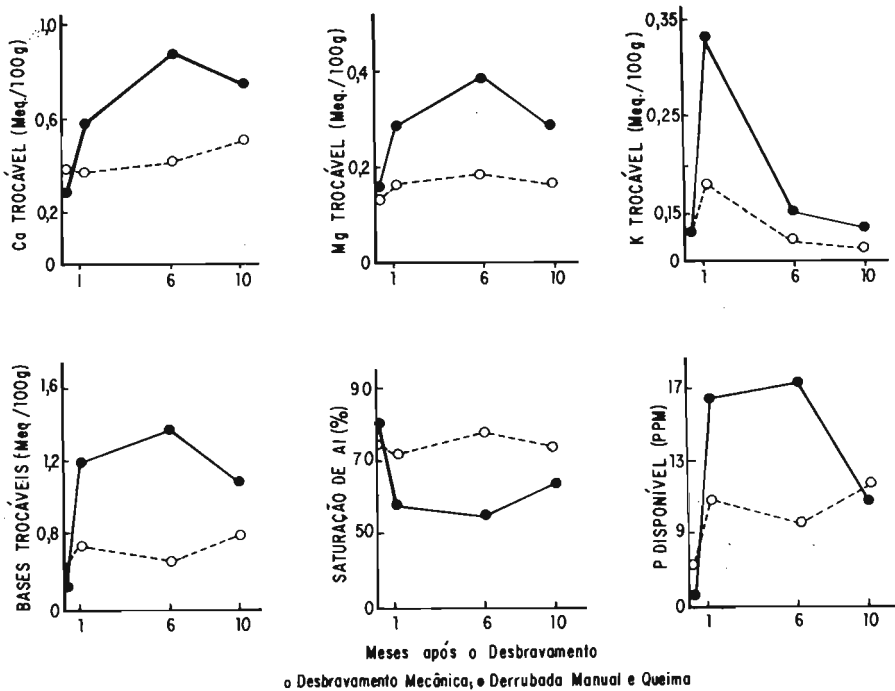 Ca TROCÁVEL (Meq./100g)
1,0
0,6
0,2
0
1 6 10
Mg TROCÁVEL (Meq./100g)
0,4
0,2
0
1 6 10
K TROCÁVEL (Meq./100g)
0,35
0,25
0,15
0
1 6 10
BASES TROCÁVEIS (Meq/100g)
1,6
1,2
0,8
0
1 6 10
SATURAÇÃO DE Al (%)
90
70
50
0
1 6 10
P DISPONÍVEL (PPM)
17
13
9
0
1 6 10
Meses após o Desbravamento
o Desbravamento Mecânica; ● Derrubada Manual e Queima